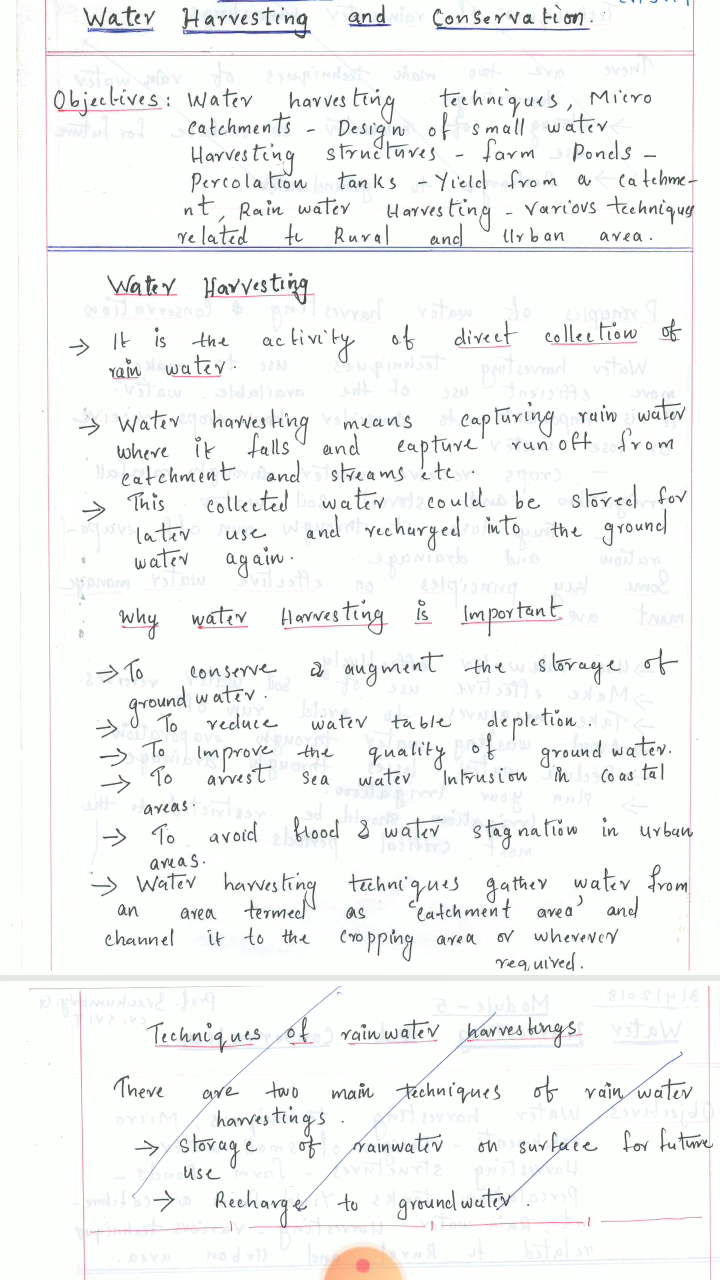 Water Harvesting and Conservation.
Objectives: Water harvesting techniques, Micro
catchments - Design of small water
Harvesting structures - farm Ponds -
Percolation tanks - Yield from a catchme-
nt, Rain water Harvesting - various techniques
related to Rural and Urban area.
Water Harvesting
→ It is the activity of direct collection of
rain water.
→ Water harvesting means capturing rain water
where it falls and capture runoff from
catchment and streams etc.
→ This collected water could be stored for
later use and recharged into the ground
water again.
Why water Harvesting is Important
→ To conserve & augment the storage of
ground water.
→ To reduce water table depletion
→ To Improve the quality of ground water.
→ To arrest sea water Intrusion in coastal
areas.
→ To avoid flood & water stagnation in urban
areas.
→ Water harvesting techniques gather water from
an area termed as 'catchment area' and
channel it to the cropping area or wherever
required.
Techniques of rainwater harvestings
There are two main techniques of rain water
harvestings.
→ Storage of rainwater on surface for future
use
→ Recharge to groundwater.